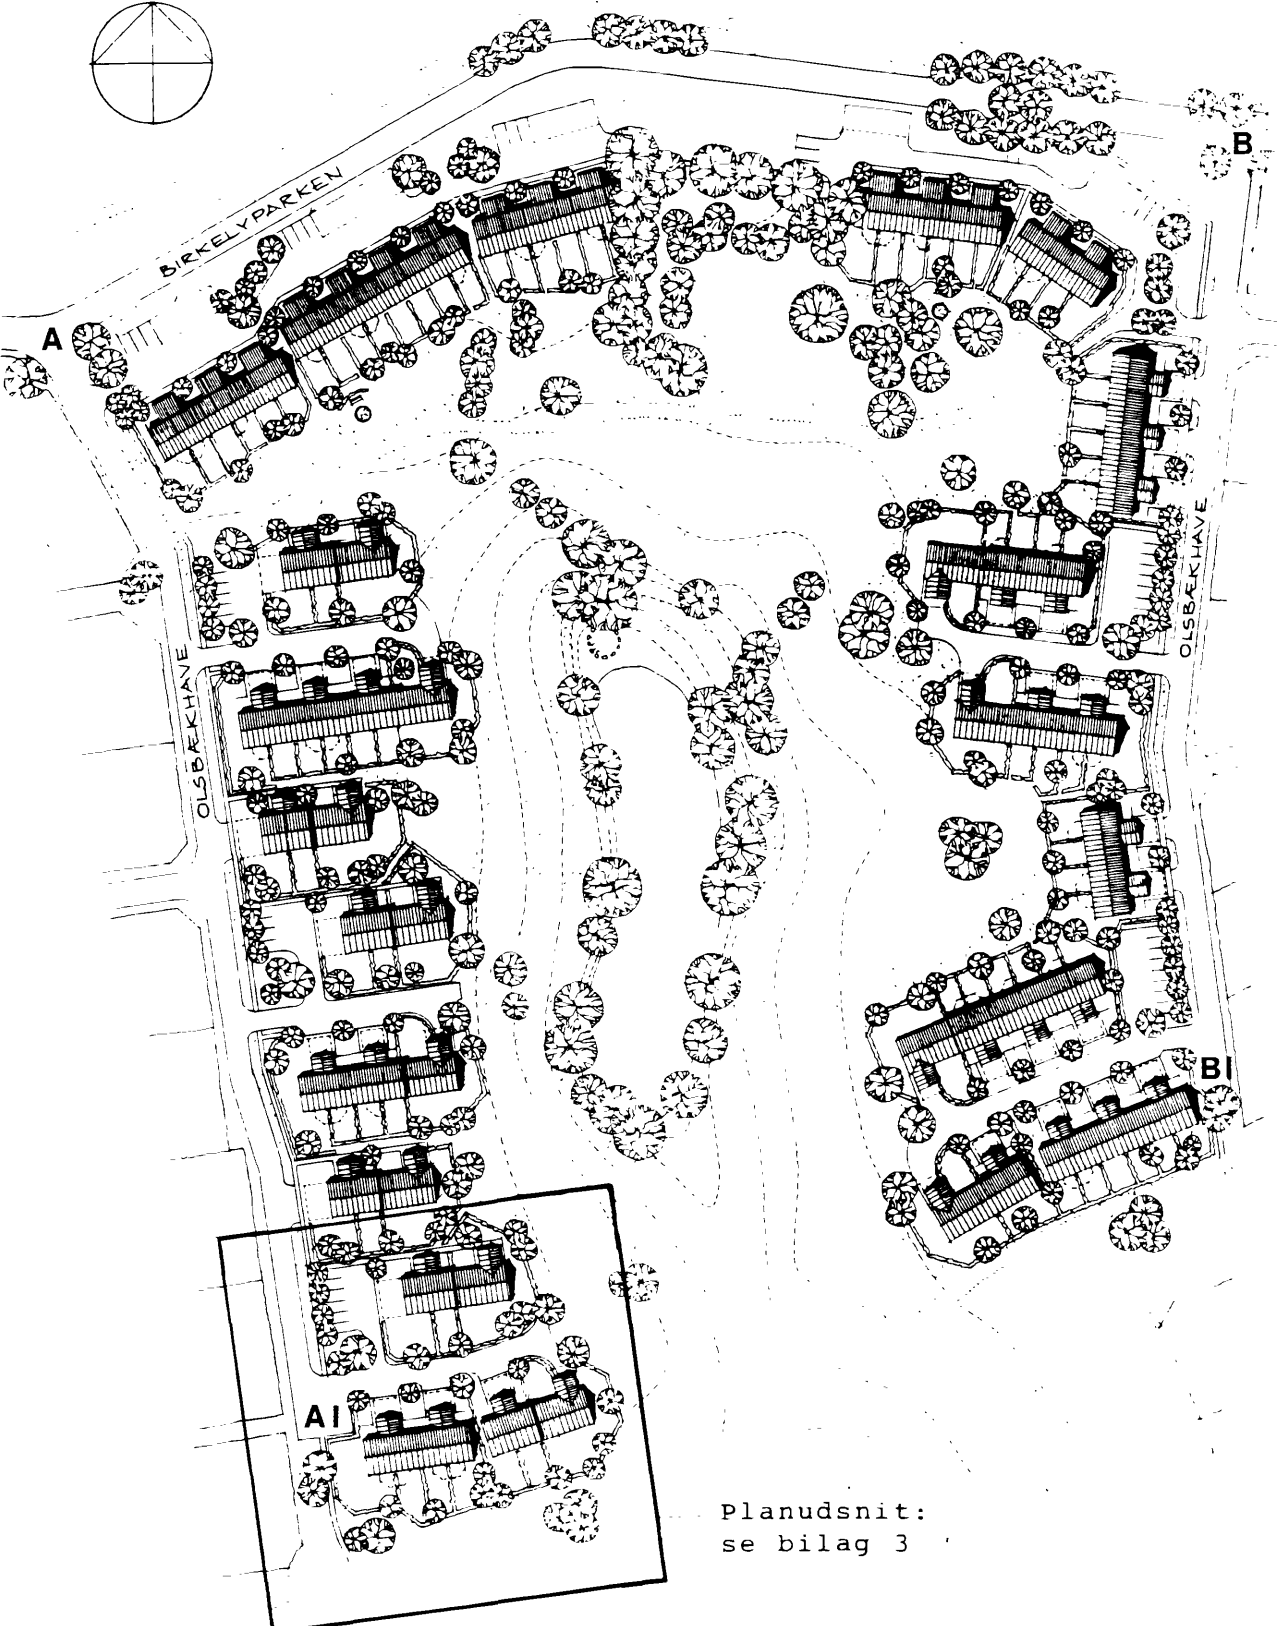 BIRKELYPARKEN
B
A
OLSBÆKHAVE
OLSBÆKHAVE
B1
A1
Planudsnit:
se bilag 3